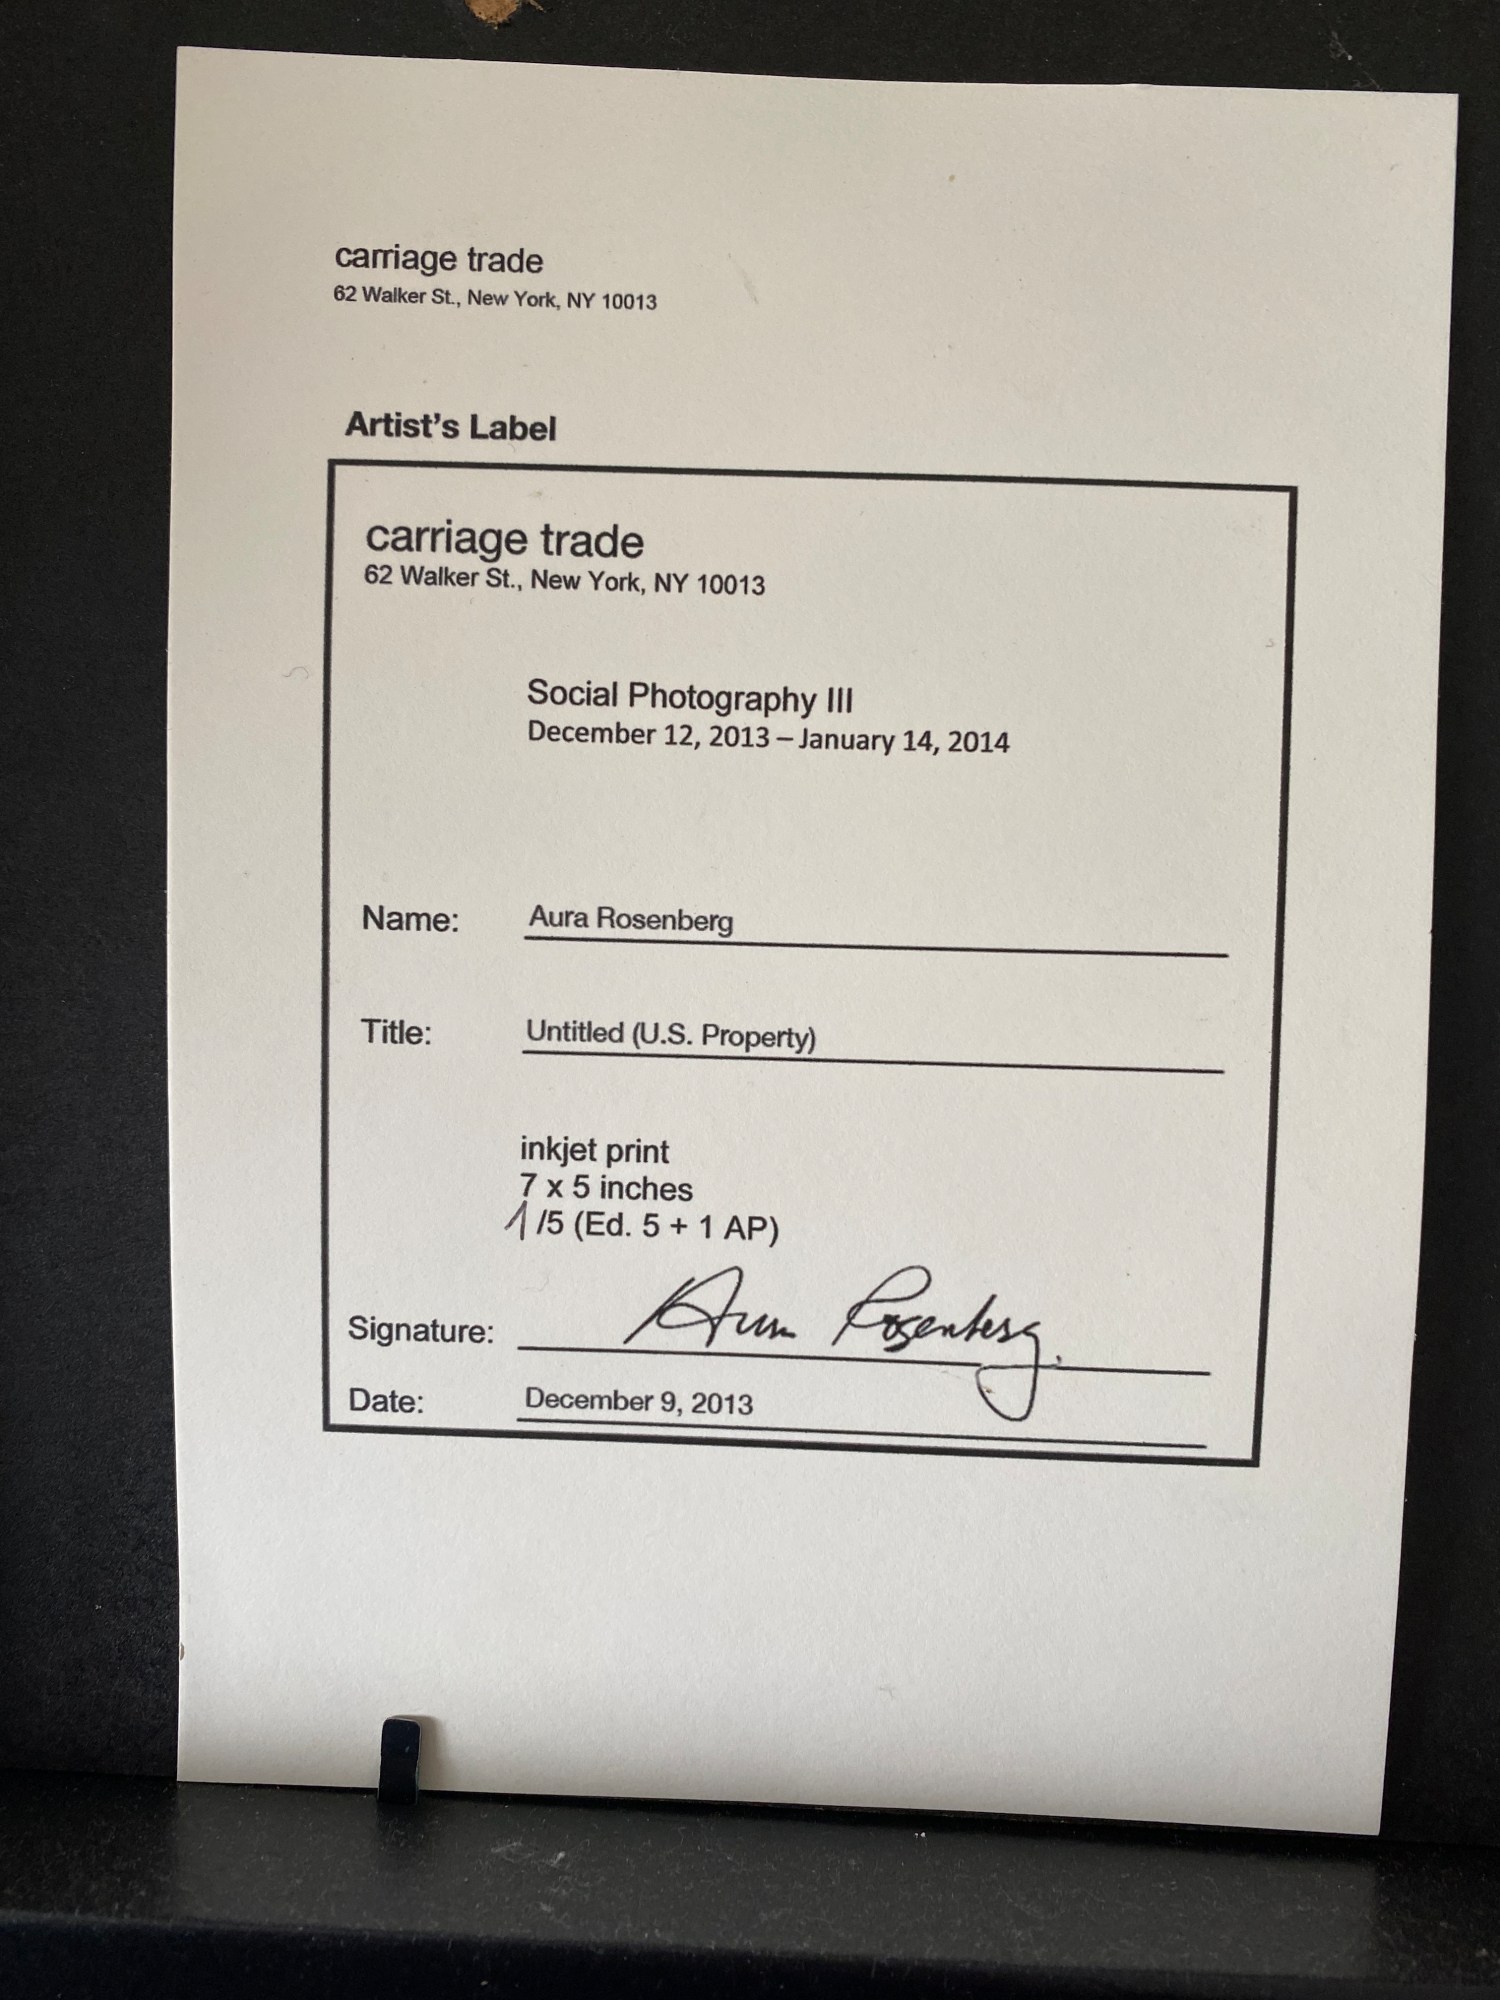 carriage trade
62 Walker St., New York, NY 10013
Artist's Label
carriage trade
62 Walker St., New York, NY 10013
Social Photography III
December 12, 2013 – January 14, 2014
Name: Aura Rosenberg
Title: Untitled (U.S. Property)
inkjet print
7 x 5 inches
1/5 (Ed. 5 + 1 AP)
Signature: Aura Rosenberg
Date: December 9, 2013